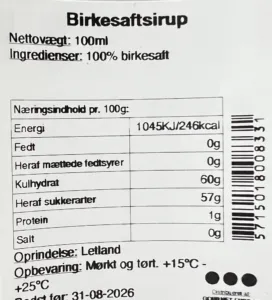 Birkesaftsirup
Nettovægt: 100ml
Ingredienser: 100% birkesaft
Næringsindhold pr. 100g:
Energi 1045KJ/246kcal
Fedt 0g
Heraf mættede fedtsyrer 0g
Kulhydrat 60g
Heraf sukkerarter 57g
Protein 1g
Salt 0g
5715018008331
Oprindelse: Letland
Opbevaring: Mørkt og tørt. +15°C -
+25°C
31-08-2026